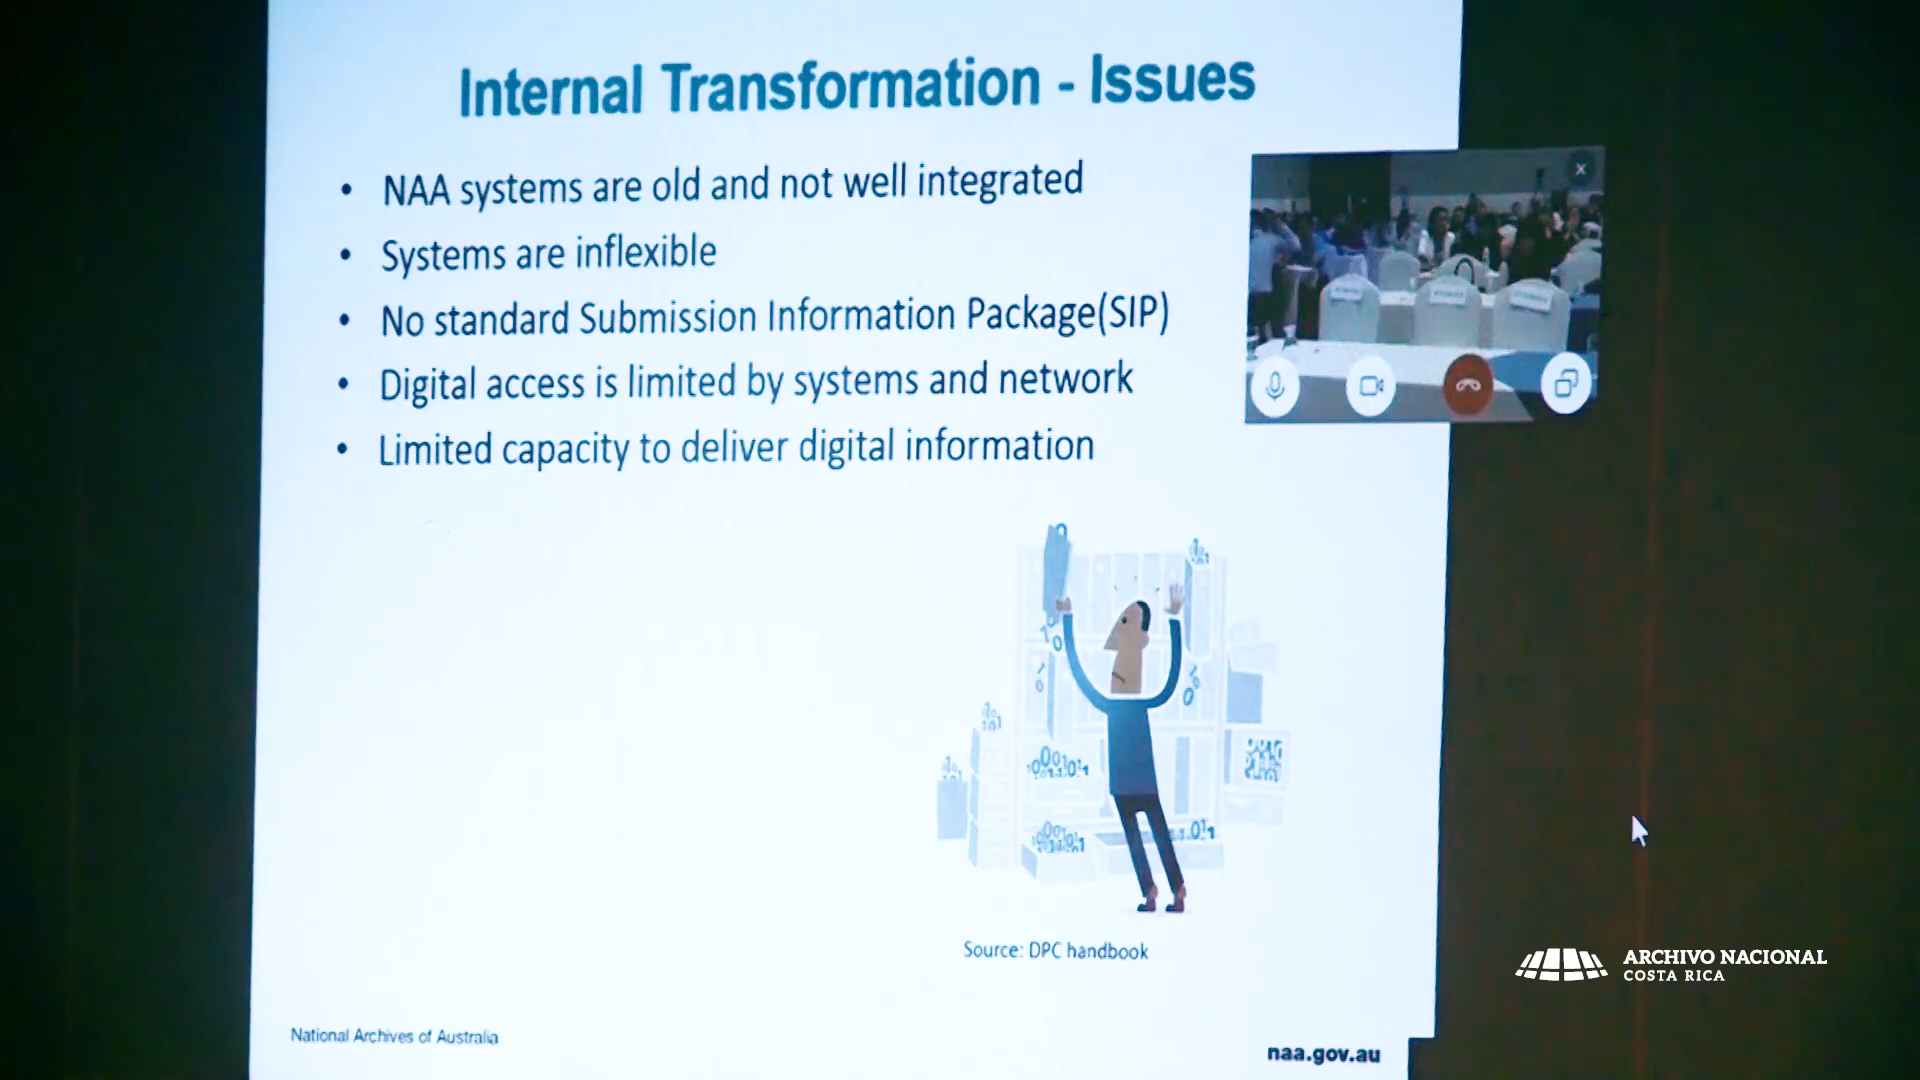 Internal Transformation - Issues
• NAA systems are old and not well integrated
• Systems are inflexible
• No standard Submission Information Package(SIP)
• Digital access is limited by systems and network
• Limited capacity to deliver digital information
Source: DPC handbook
ARCHIVO NACIONAL
COSTA RICA
National Archives of Australia
naa.gov.au